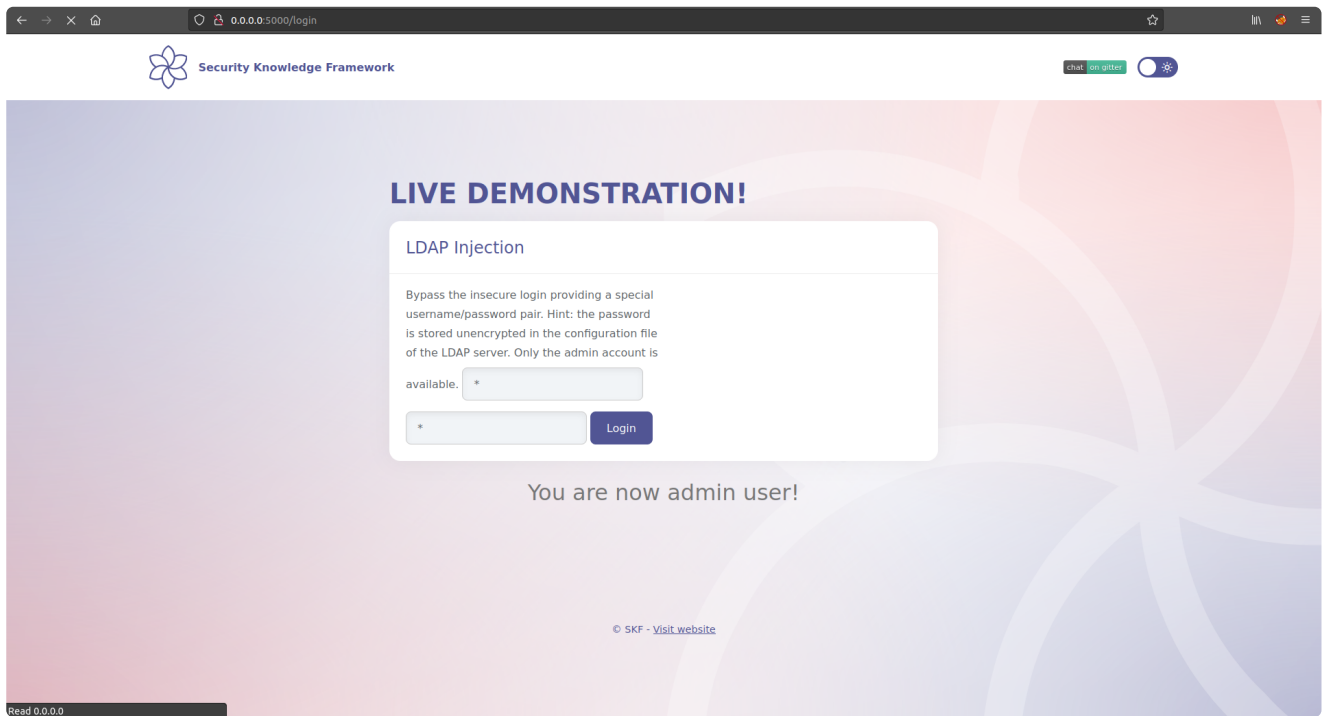 0.0.0.0:5000/login
Security Knowledge Framework
chat on gitter
LIVE DEMONSTRATION!
LDAP Injection
Bypass the insecure login providing a special
username/password pair. Hint: the password
is stored unencrypted in the configuration file
of the LDAP server. Only the admin account is
available. *
* Login
You are now admin user!
© SKF - Visit website
Read 0.0.0.0